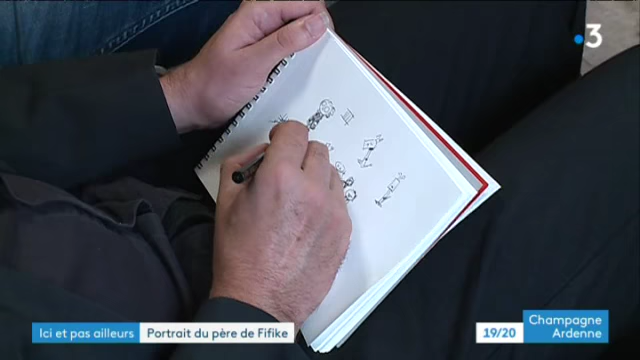 3
Ici et pas ailleurs
Portrait du père de Fifike
19/20
Champagne
Ardenne